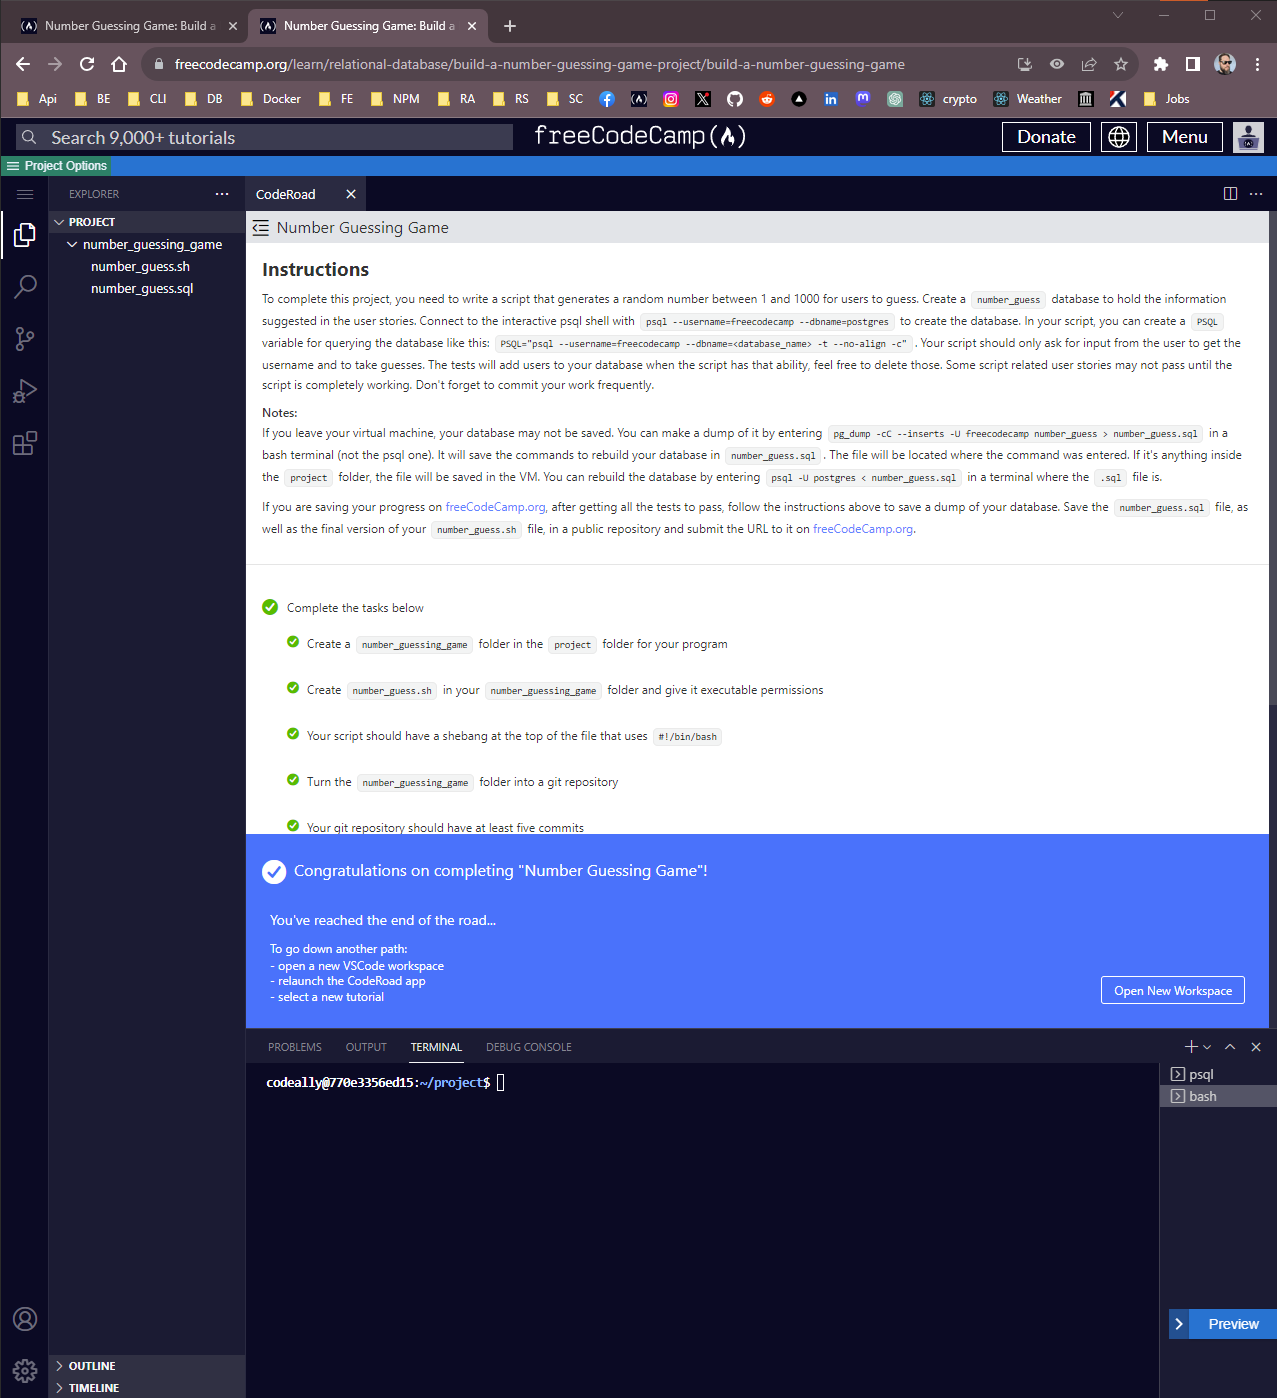 Number Guessing Game: Build a
Number Guessing Game: Build a
freecodecamp.org/learn/relational-database/build-a-number-guessing-game-project/build-a-number-guessing-game
Api BE CLI DB Docker FE NPM RA RS SC crypto Weather Jobs
Search 9,000+ tutorials
freeCodeCamp(🔥)
Donate
Menu
Project Options
EXPLORER
CodeRoad
PROJECT
number_guessing_game
number_guess.sh
number_guess.sql
Number Guessing Game
Instructions
To complete this project, you need to write a script that generates a random number between 1 and 1000 for users to guess. Create a number_guess database to hold the information
suggested in the user stories. Connect to the interactive psql shell with psql --username=freecodecamp --dbname=postgres to create the database. In your script, you can create a PSQL
variable for querying the database like this: PSQL="psql --username=freecodecamp --dbname=<database_name> -t --no-align -c" . Your script should only ask for input from the user to get the
username and to take guesses. The tests will add users to your database when the script has that ability, feel free to delete those. Some script related user stories may not pass until the
script is completely working. Don't forget to commit your work frequently.
Notes:
If you leave your virtual machine, your database may not be saved. You can make a dump of it by entering pg_dump -cC --inserts -U freecodecamp number_guess > number_guess.sql in a
bash terminal (not the psql one). It will save the commands to rebuild your database in number_guess.sql . The file will be located where the command was entered. If it's anything inside
the project folder, the file will be saved in the VM. You can rebuild the database by entering psql -U postgres < number_guess.sql in a terminal where the .sql file is.
If you are saving your progress on freeCodeCamp.org, after getting all the tests to pass, follow the instructions above to save a dump of your database. Save the number_guess.sql file, as
well as the final version of your number_guess.sh file, in a public repository and submit the URL to it on freeCodeCamp.org.
Complete the tasks below
Create a number_guessing_game folder in the project folder for your program
Create number_guess.sh in your number_guessing_game folder and give it executable permissions
Your script should have a shebang at the top of the file that uses #!/bin/bash
Turn the number_guessing_game folder into a git repository
Your git repository should have at least five commits
Congratulations on completing "Number Guessing Game"!
You've reached the end of the road...
To go down another path:
- open a new VSCode workspace
- relaunch the CodeRoad app
- select a new tutorial
Open New Workspace
PROBLEMS OUTPUT TERMINAL DEBUG CONSOLE
codeally@770e3356ed15:~/project$
psql
bash
Preview
OUTLINE
TIMELINE